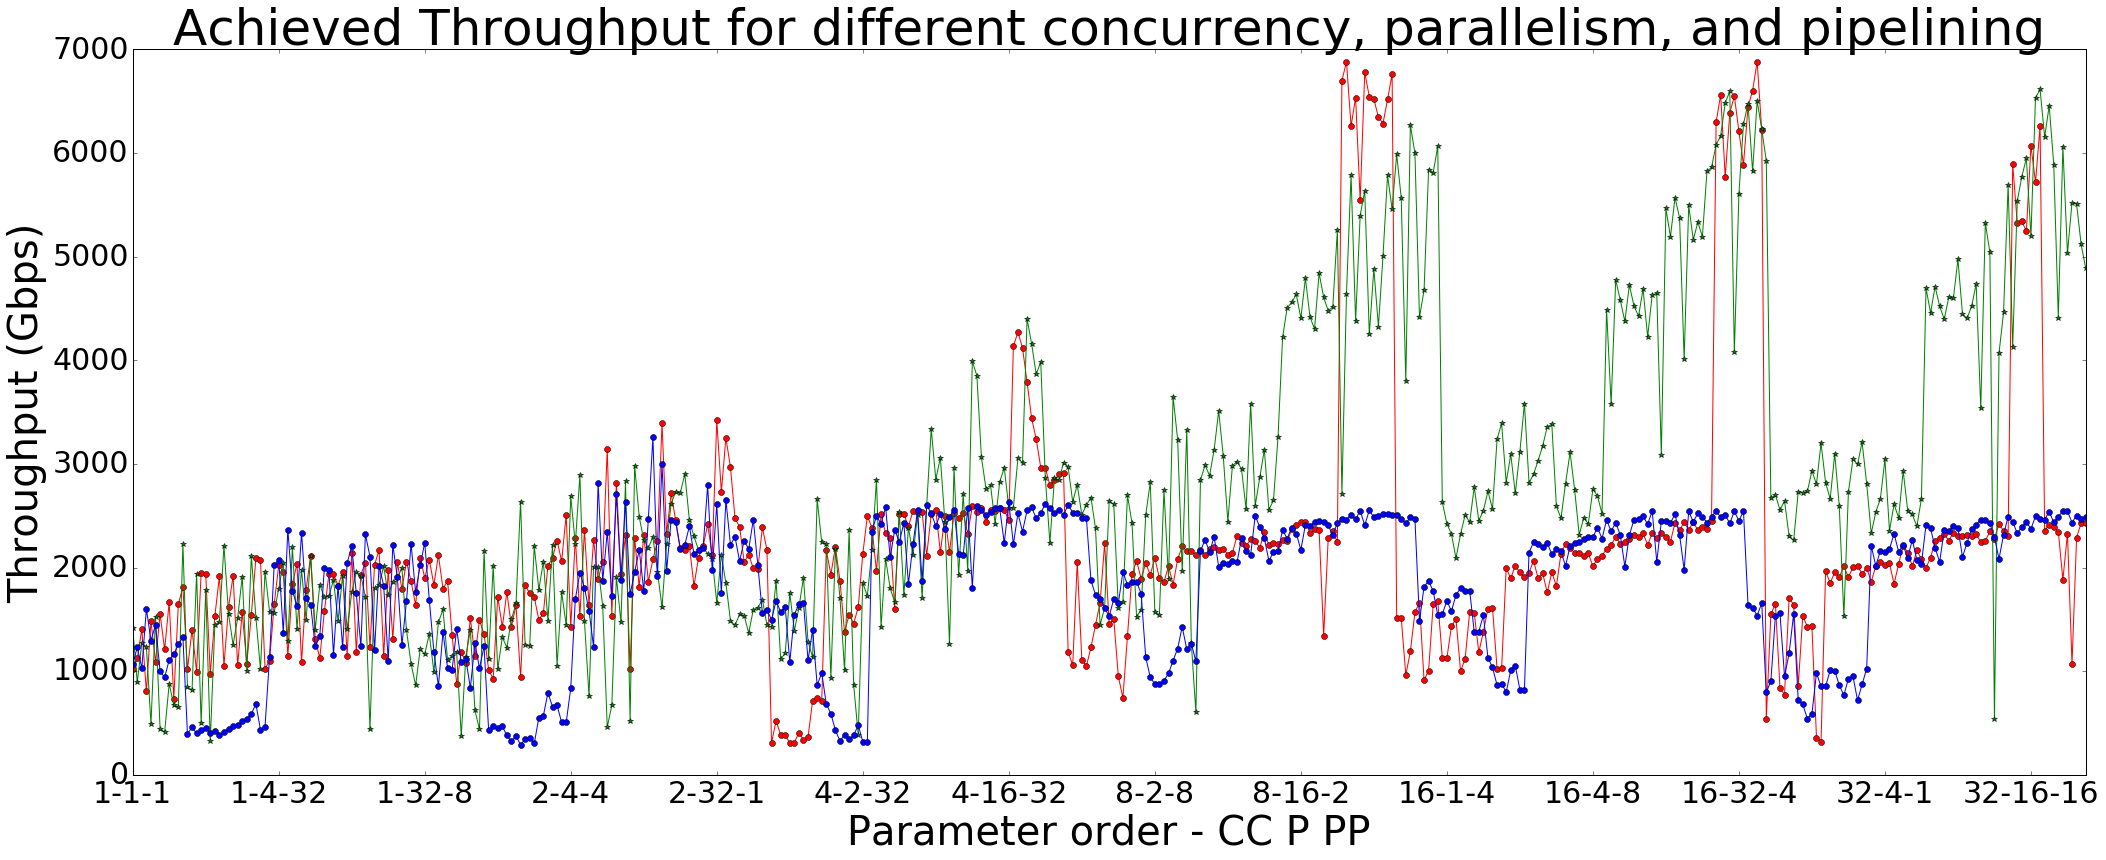 Achieved Throughput for different concurrency, parallelism, and pipelining
7000
6000
5000
4000
3000
2000
1000
0
Throughput (Gbps)
1-1-1 1-4-32 1-32-8 2-4-4 2-32-1 4-2-32 4-16-32 8-2-8 8-16-2 16-1-4 16-4-8 16-32-4 32-4-1 32-16-16
Parameter order - CC P PP